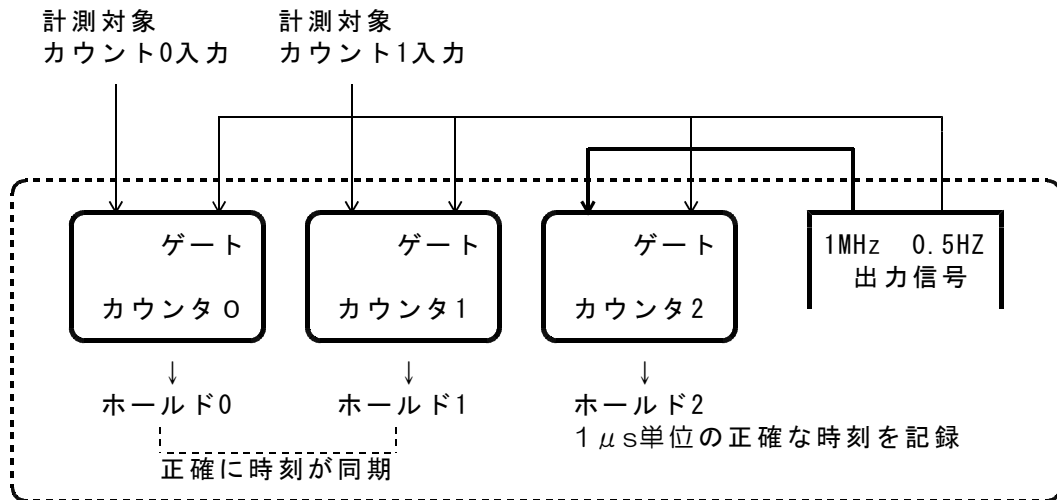 計測対象
カウント0入力
計測対象
カウント1入力
ゲート
カウンタ０
ゲート
カウンタ1
ゲート
カウンタ2
1MHz 0.5HZ
出力信号
↓
ホールド0
↓
ホールド1
↓
ホールド2
１μs単位の正確な時刻を記録
正確に時刻が同期